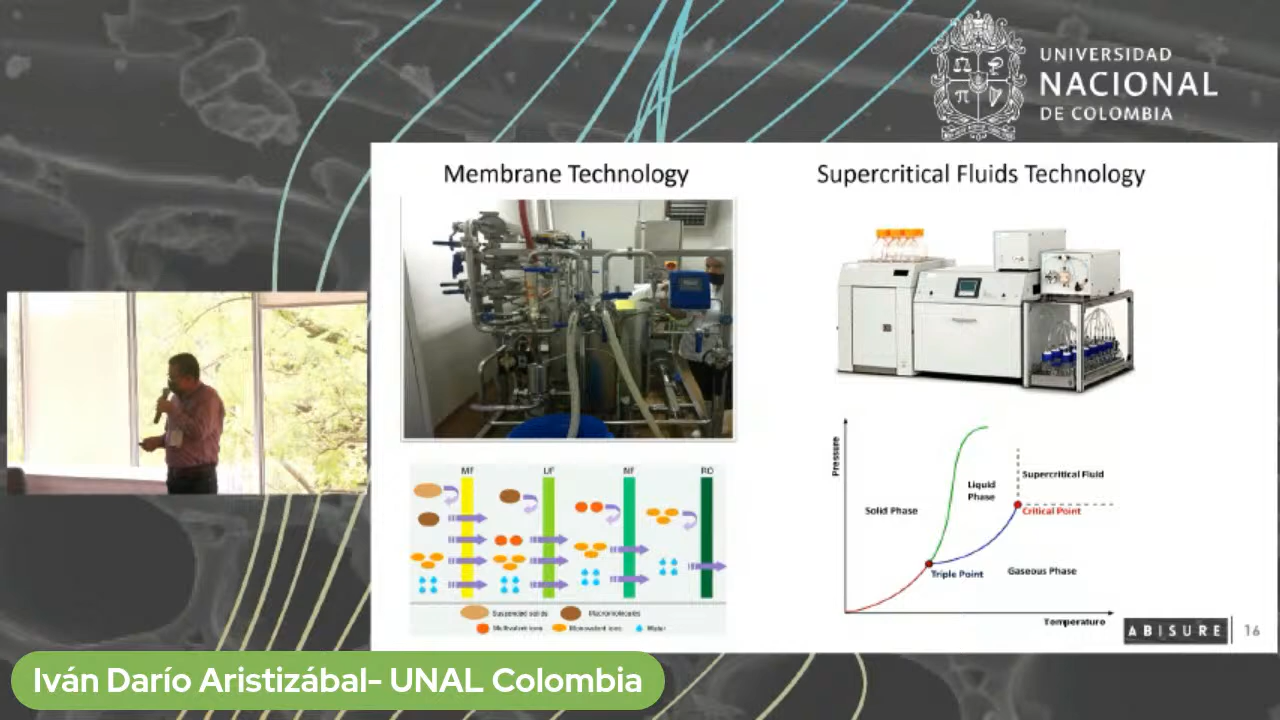 UNIVERSIDAD
NACIONAL
DE COLOMBIA
Membrane Technology
Supercritical Fluids Technology
MF
UF
NF
RO
Suspended solids
Macromolecules
Multivalent ions
Monovalent ions
Water
Pressure
Solid Phase
Liquid
Phase
Supercritical Fluid
Critical Point
Triple Point
Gaseous Phase
Temperature
ABISURE
16
Iván Darío Aristizábal- UNAL Colombia